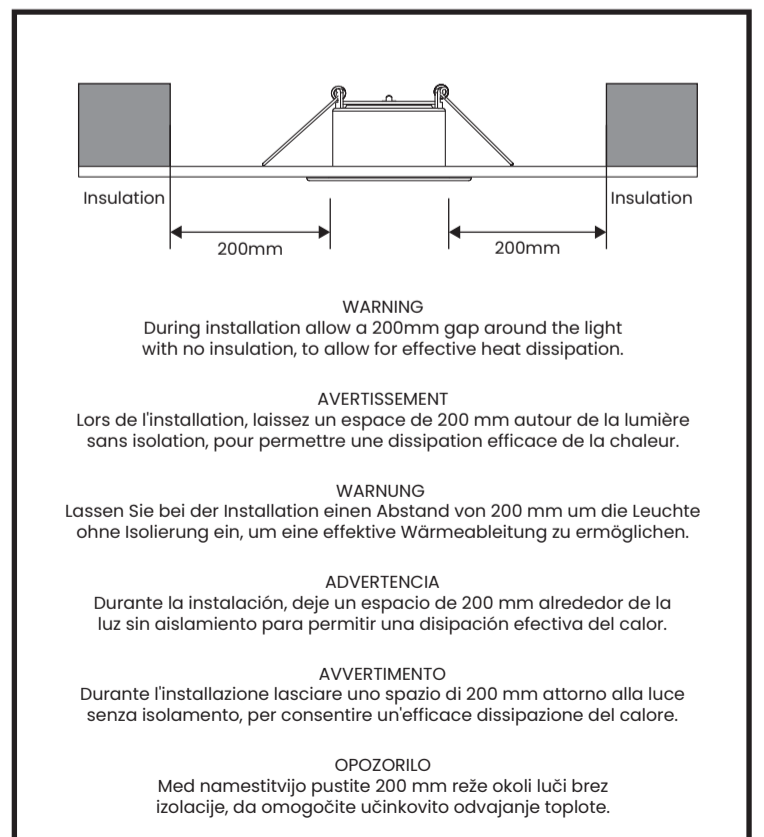 Insulation
Insulation
200mm
200mm
WARNING
During installation allow a 200mm gap around the light
with no insulation, to allow for effective heat dissipation.
AVERTISSEMENT
Lors de l'installation, laissez un espace de 200 mm autour de la lumière
sans isolation, pour permettre une dissipation efficace de la chaleur.
WARNUNG
Lassen Sie bei der Installation einen Abstand von 200 mm um die Leuchte
ohne Isolierung ein, um eine effektive Wärmeableitung zu ermöglichen.
ADVERTENCIA
Durante la instalación, deje un espacio de 200 mm alrededor de la
luz sin aislamiento para permitir una disipación efectiva del calor.
AVVERTIMENTO
Durante l'installazione lasciare uno spazio di 200 mm attorno alla luce
senza isolamento, per consentire un'efficace dissipazione del calore.
OPOZORILO
Med namestitvijo pustite 200 mm reže okoli luči brez
izolacije, da omogočite učinkovito odvajanje toplote.